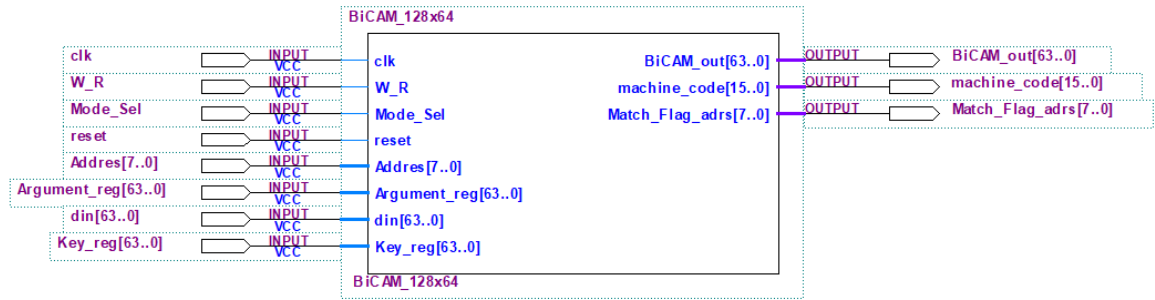 BiCAM_128x64
clk INPUT VCC clk BiCAM_out[63..0] OUTPUT BiCAM_out[63..0]
W_R INPUT VCC W_R machine_code[15..0] OUTPUT machine_code[15..0]
Mode_Sel INPUT VCC Mode_Sel Match_Flag_adrs[7..0] OUTPUT Match_Flag_adrs[7..0]
reset INPUT VCC reset
Addres[7..0] INPUT VCC Addres[7..0]
Argument_reg[63..0] INPUT VCC Argument_reg[63..0]
din[63..0] INPUT VCC din[63..0]
Key_reg[63..0] INPUT VCC Key_reg[63..0]
BiCAM_128x64